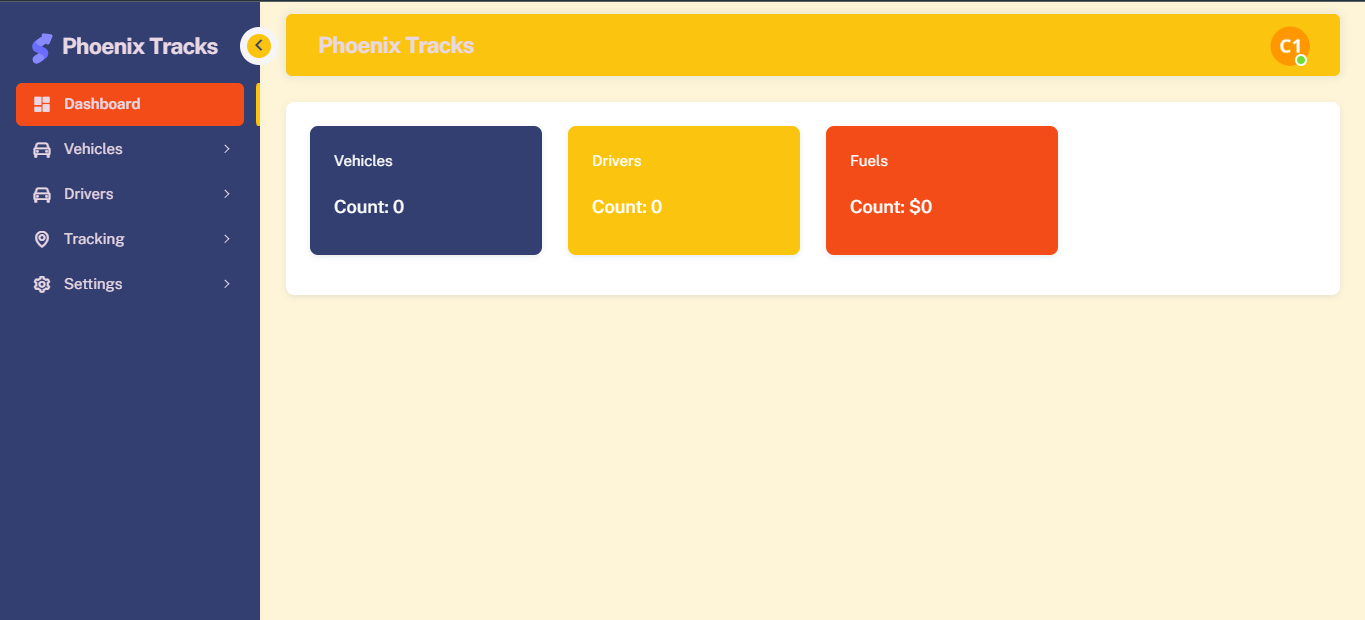 Phoenix Tracks
Dashboard
Vehicles
Drivers
Tracking
Settings
Phoenix Tracks
C1
Vehicles
Count: 0
Drivers
Count: 0
Fuels
Count: $0